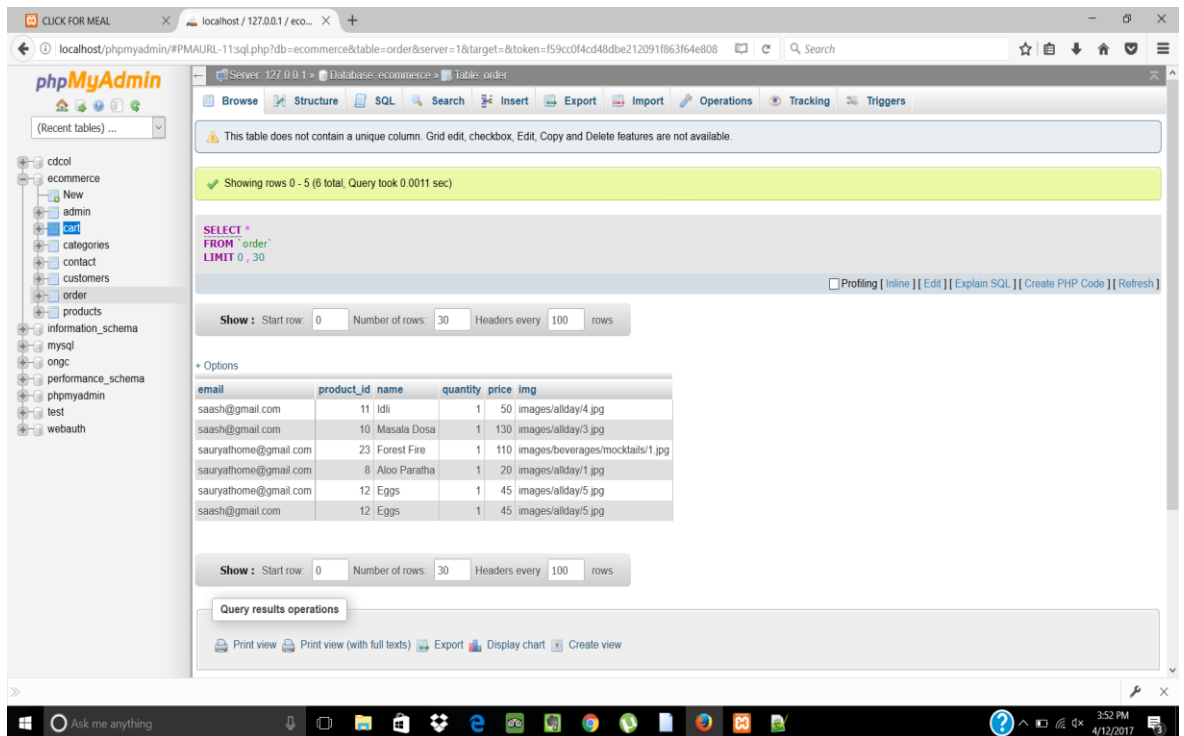 CLICK FOR MEAL
localhost / 127.0.0.1 / eco...
localhost/phpmyadmin/#PMAURL-11:sql.php?db=ecommerce&table=order&server=1&target=&token=f59cc0f4cd48dbe212091f863f64e808
Search
phpMyAdmin
(Recent tables) ...
cdcol
ecommerce
New
admin
cart
categories
contact
customers
order
products
information_schema
mysql
ongc
performance_schema
phpmyadmin
test
webauth
Server: 127.0.0.1 » Database: ecommerce » Table: order
Browse Structure SQL Search Insert Export Import Operations Tracking Triggers
This table does not contain a unique column. Grid edit, checkbox, Edit, Copy and Delete features are not available.
Showing rows 0 - 5 (6 total, Query took 0.0011 sec)
SELECT *
FROM `order`
LIMIT 0 , 30
Profiling [ Inline ] [ Edit ] [ Explain SQL ] [ Create PHP Code ] [ Refresh ]
Show : Start row: 0 Number of rows: 30 Headers every 100 rows
+ Options
email product_id name quantity price img
saash@gmail.com 11 Idli 1 50 images/allday/4.jpg
saash@gmail.com 10 Masala Dosa 1 130 images/allday/3.jpg
sauryathome@gmail.com 23 Forest Fire 1 110 images/beverages/mocktails/1.jpg
sauryathome@gmail.com 8 Aloo Paratha 1 20 images/allday/1.jpg
sauryathome@gmail.com 12 Eggs 1 45 images/allday/5.jpg
saash@gmail.com 12 Eggs 1 45 images/allday/5.jpg
Show : Start row: 0 Number of rows: 30 Headers every 100 rows
Query results operations
Print view Print view (with full texts) Export Display chart Create view
Ask me anything
3:52 PM
4/12/2017